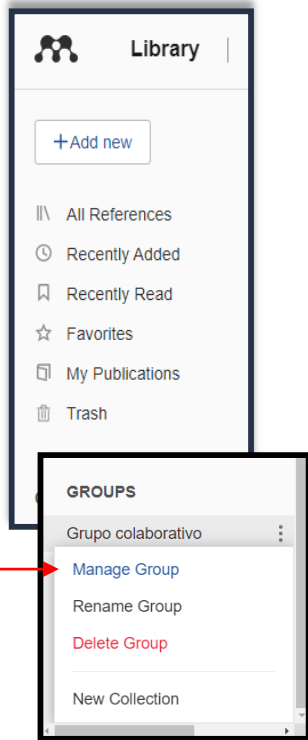 Library
+Add new
All References
Recently Added
Recently Read
Favorites
My Publications
Trash
GROUPS
Grupo colaborativo
Manage Group
Rename Group
Delete Group
New Collection